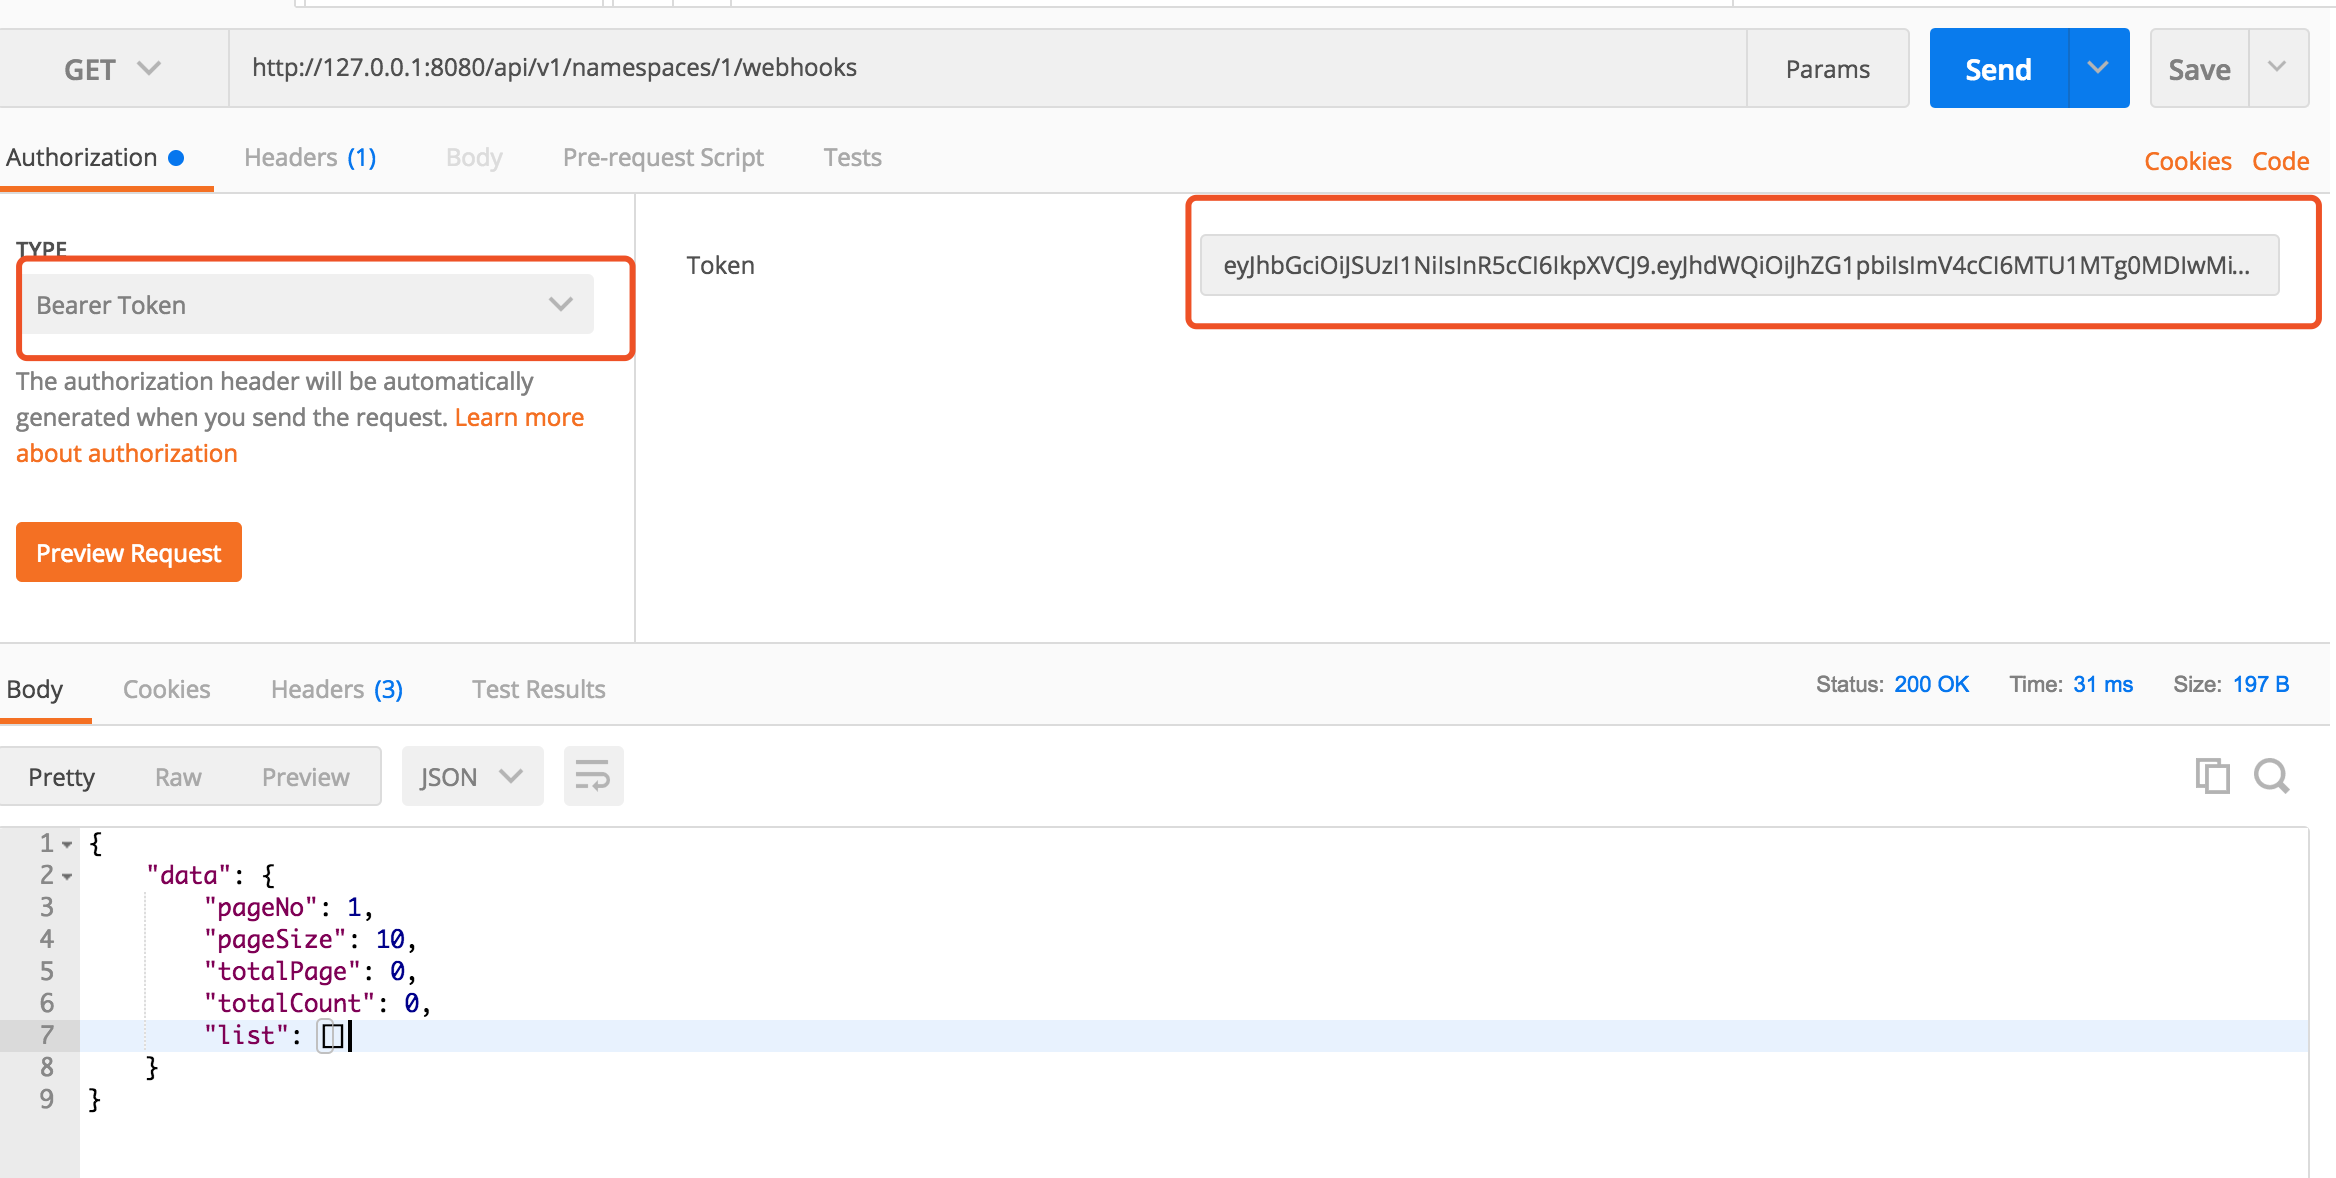 GET http://127.0.0.1:8080/api/v1/namespaces/1/webhooks Params Send Save
Authorization Headers (1) Body Pre-request Script Tests Cookies Code
TYPE
Bearer Token
The authorization header will be automatically
generated when you send the request. Learn more
about authorization
Preview Request
Token eyJhbGciOiJSUzI1NiIsInR5cCI6IkpXVCJ9.eyJhdWQiOiJhZG1pbiIsImV4cCI6MTU1MTg0MDIwMi...
Body Cookies Headers (3) Test Results Status: 200 OK Time: 31 ms Size: 197 B
Pretty Raw Preview JSON
1 {
2 "data": {
3 "pageNo": 1,
4 "pageSize": 10,
5 "totalPage": 0,
6 "totalCount": 0,
7 "list": []
8 }
9 }